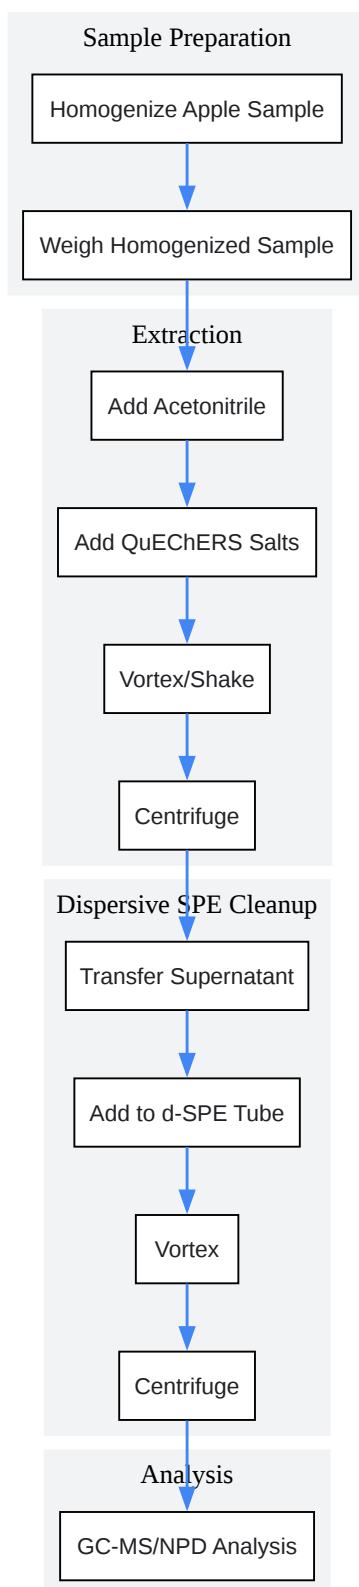 Sample Preparation
Homogenize Apple Sample
Weigh Homogenized Sample
Extraction
Add Acetonitrile
Add QuEChERS Salts
Vortex/Shake
Centrifuge
Dispersive SPE Cleanup
Transfer Supernatant
Add to d-SPE Tube
Vortex
Centrifuge
Analysis
GC-MS/NPD Analysis